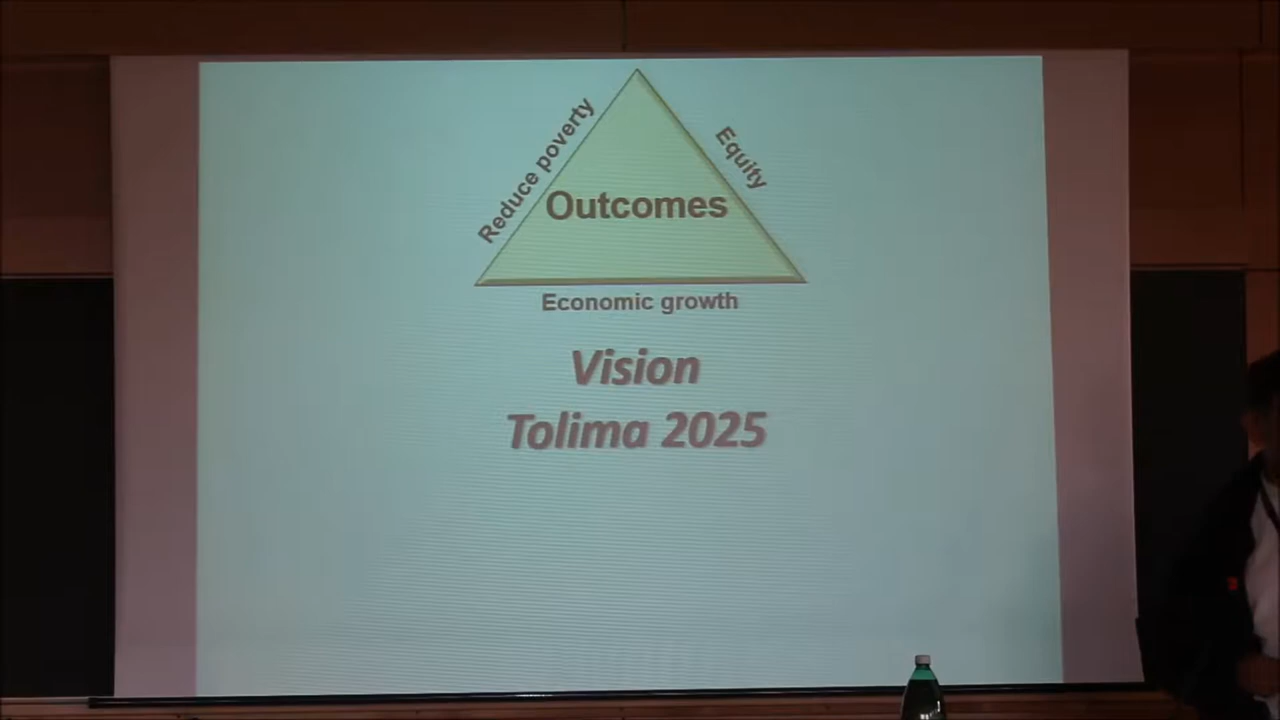 Reduce poverty
Equity
Outcomes
Economic growth
Vision
Tolima 2025